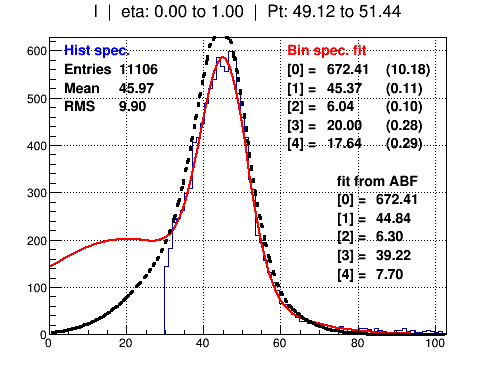 I | eta: 0.00 to 1.00 | Pt: 49.12 to 51.44
Hist spec.
Entries 11106
Mean 45.97
RMS 9.90
Bin spec. fit
[0] = 672.41 (10.18)
[1] = 45.37 (0.11)
[2] = 6.04 (0.10)
[3] = 20.00 (0.28)
[4] = 17.64 (0.29)
fit from ABF
[0] = 672.41
[1] = 44.84
[2] = 6.30
[3] = 39.22
[4] = 7.70
600
500
400
300
200
100
0
0 20 40 60 80 100